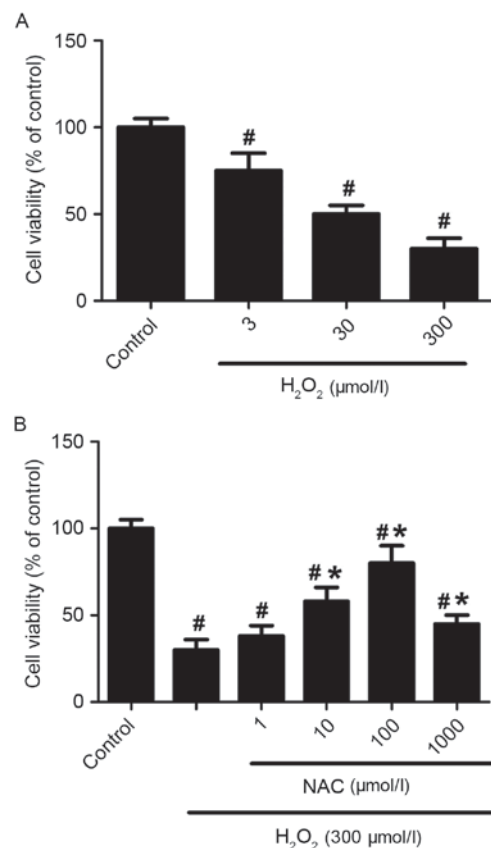 A
150
100
50
0
Cell viability (% of control)
#
#
#
Control
3
30
300
H₂O₂ (µmol/l)
B
150
100
50
0
Cell viability (% of control)
#
#
#*
#*
#*
Control
1
10
100
1000
NAC (µmol/l)
H₂O₂ (300 µmol/l)